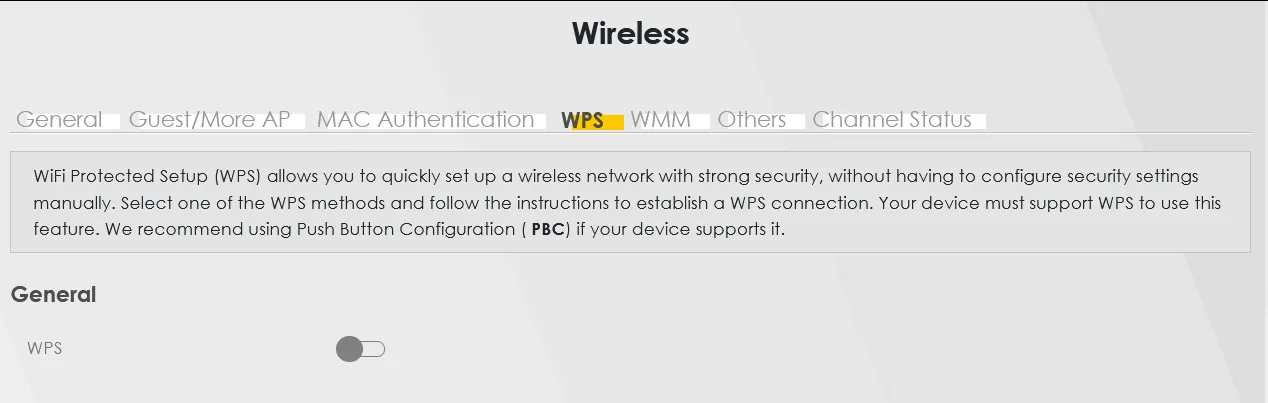 Wireless
General Guest/More AP MAC Authentication WPS WMM Others Channel Status
WiFi Protected Setup (WPS) allows you to quickly set up a wireless network with strong security, without having to configure security settings
manually. Select one of the WPS methods and follow the instructions to establish a WPS connection. Your device must support WPS to use this
feature. We recommend using Push Button Configuration ( PBC) if your device supports it.
General
WPS